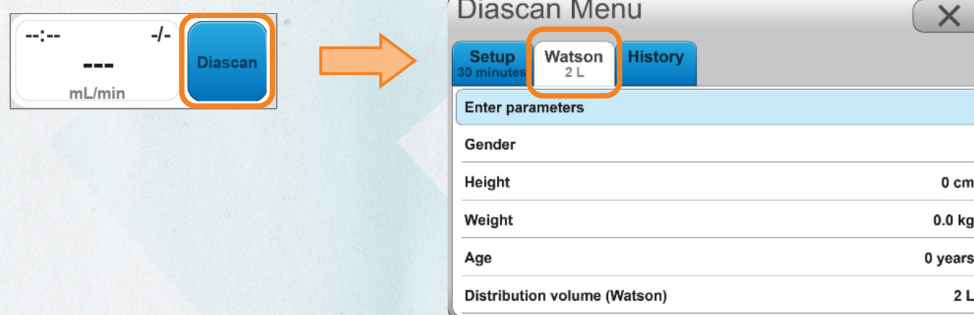 --:-- -/-
---
mL/min
Diascan
Diascan Menu
Setup
30 minutes
Watson
2 L
History
Enter parameters
Gender
Height 0 cm
Weight 0.0 kg
Age 0 years
Distribution volume (Watson) 2 L